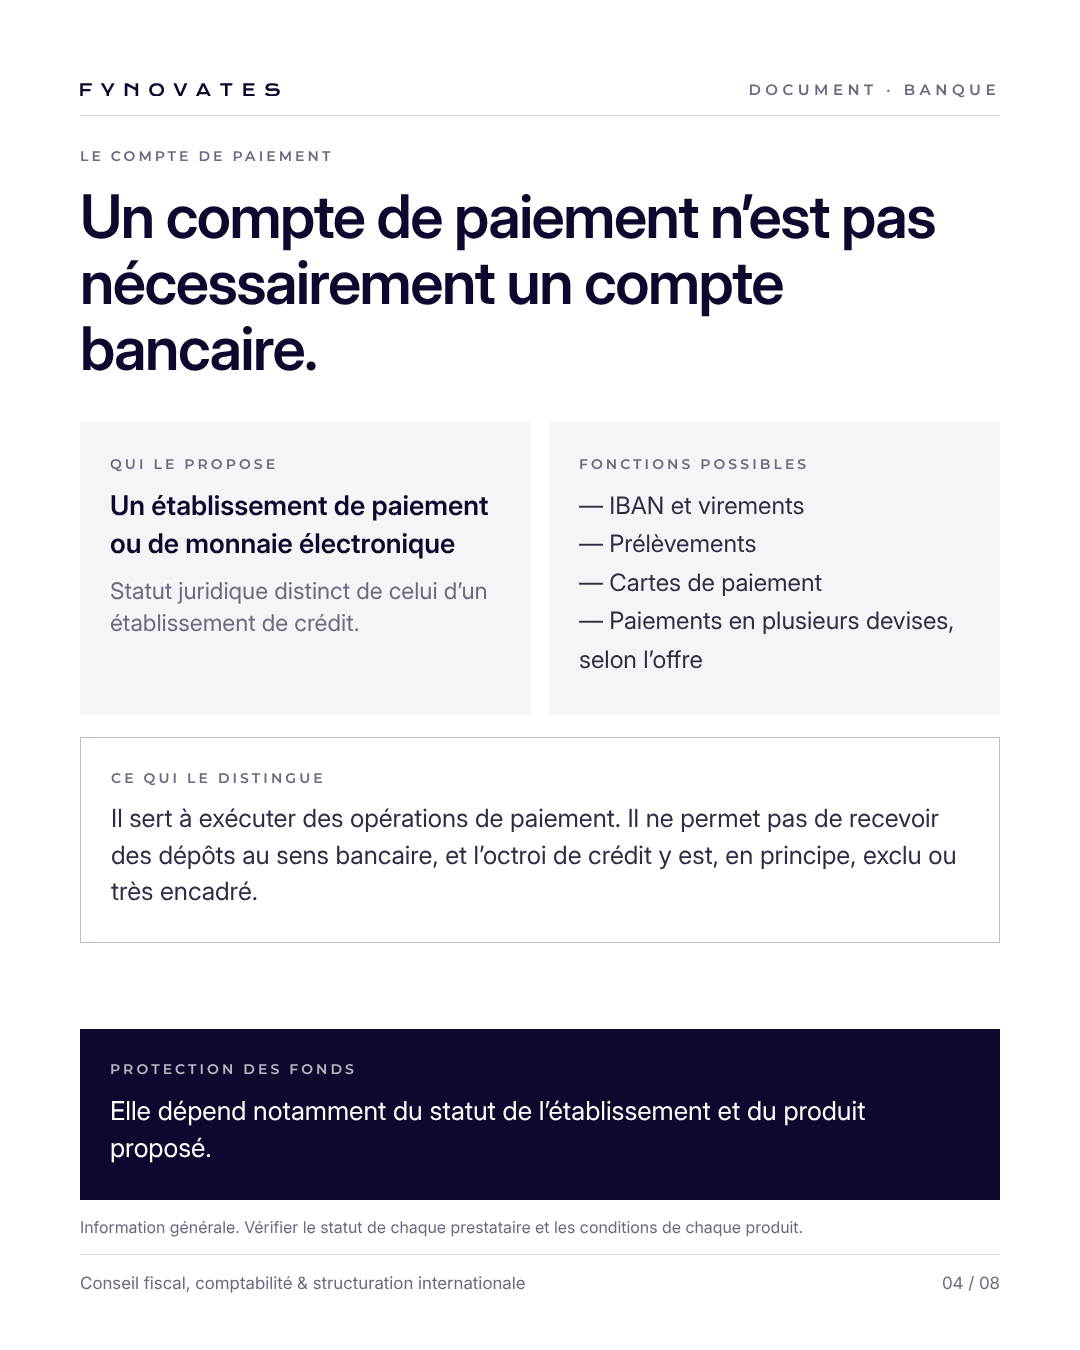 FYNOVATES
DOCUMENT · BANQUE
LE COMPTE DE PAIEMENT
Un compte de paiement n’est pas
nécessairement un compte
bancaire.
QUI LE PROPOSE
Un établissement de paiement
ou de monnaie électronique
Statut juridique distinct de celui d’un
établissement de crédit.
FONCTIONS POSSIBLES
— IBAN et virements
— Prélèvements
— Cartes de paiement
— Paiements en plusieurs devises,
selon l’offre
CE QUI LE DISTINGUE
Il sert à exécuter des opérations de paiement. Il ne permet pas de recevoir
des dépôts au sens bancaire, et l’octroi de crédit y est, en principe, exclu ou
très encadré.
PROTECTION DES FONDS
Elle dépend notamment du statut de l’établissement et du produit
proposé.
Information générale. Vérifier le statut de chaque prestataire et les conditions de chaque produit.
Conseil fiscal, comptabilité & structuration internationale
04 / 08